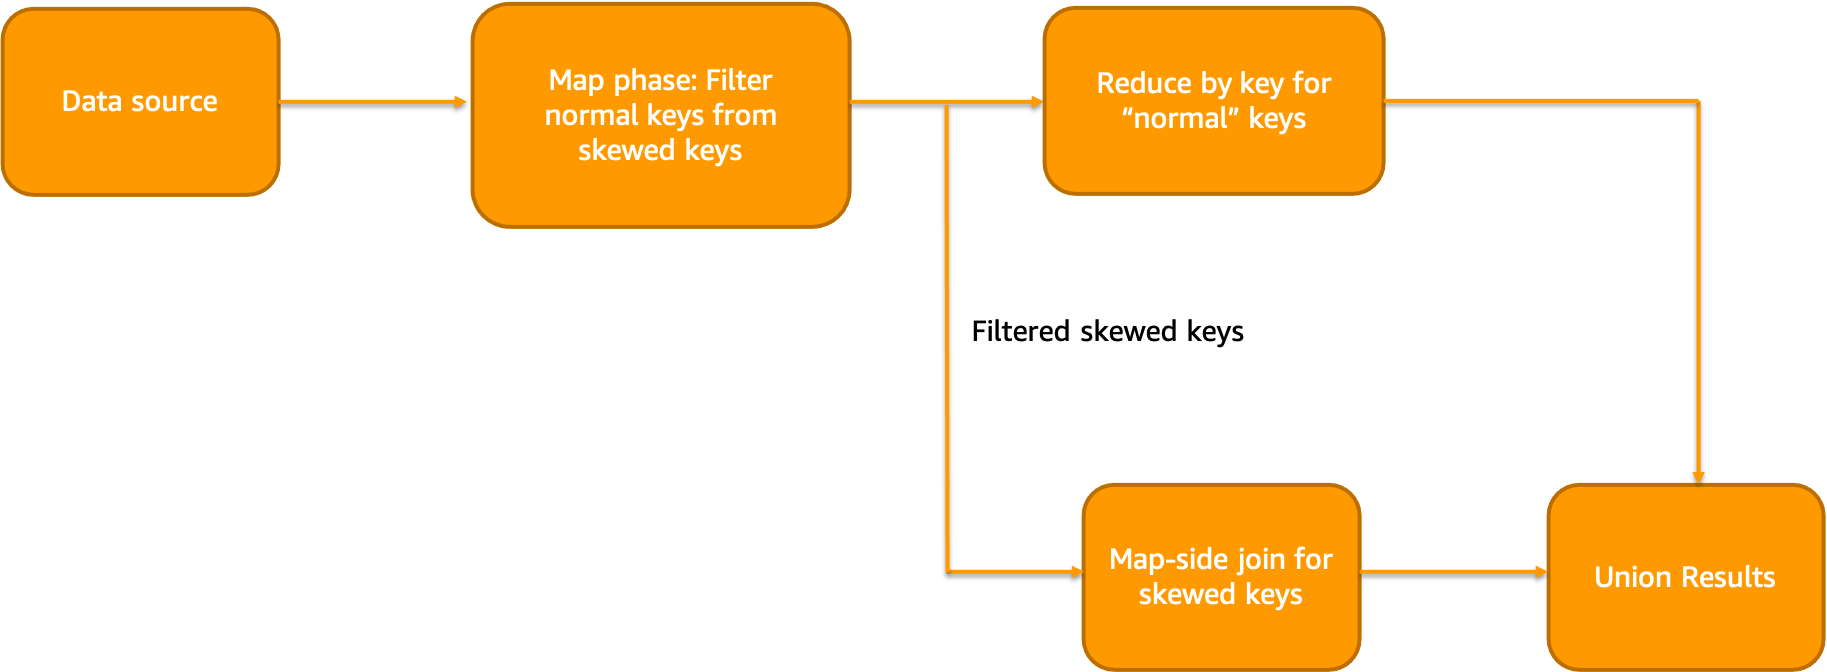 Data source
Map phase: Filter
normal keys from
skewed keys
Reduce by key for
“normal” keys
Filtered skewed keys
Map-side join for
skewed keys
Union Results